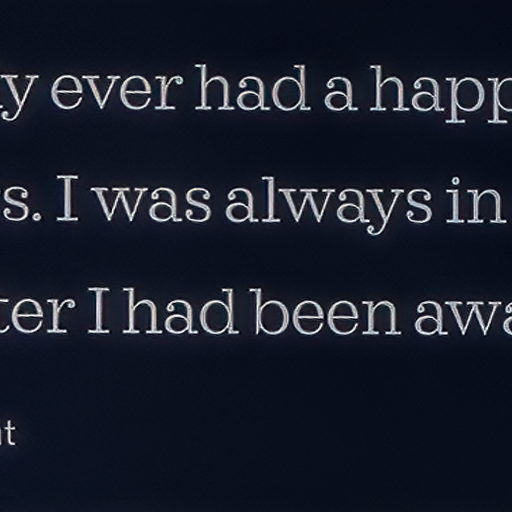 y ever had a happ
s. I was always in
ter I had been awa
t